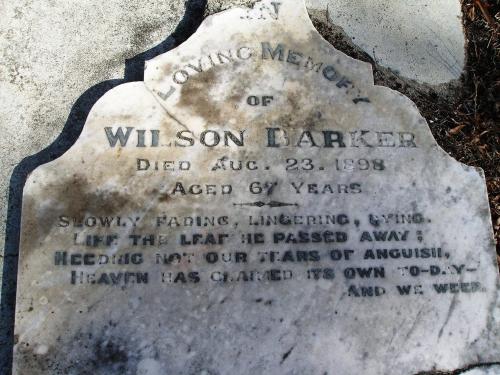 IN
LOVING MEMORY
OF
WILSON BARKER
DIED AUG. 23. 1898
AGED 67 YEARS
SLOWLY FADING, LINGERING, DYING.
LIKE THE LEAF HE PASSED AWAY;
HEEDING NOT OUR TEARS OF ANGUISH,
HEAVEN HAS CLAIMED ITS OWN TO-DAY—
AND WE WEEP.